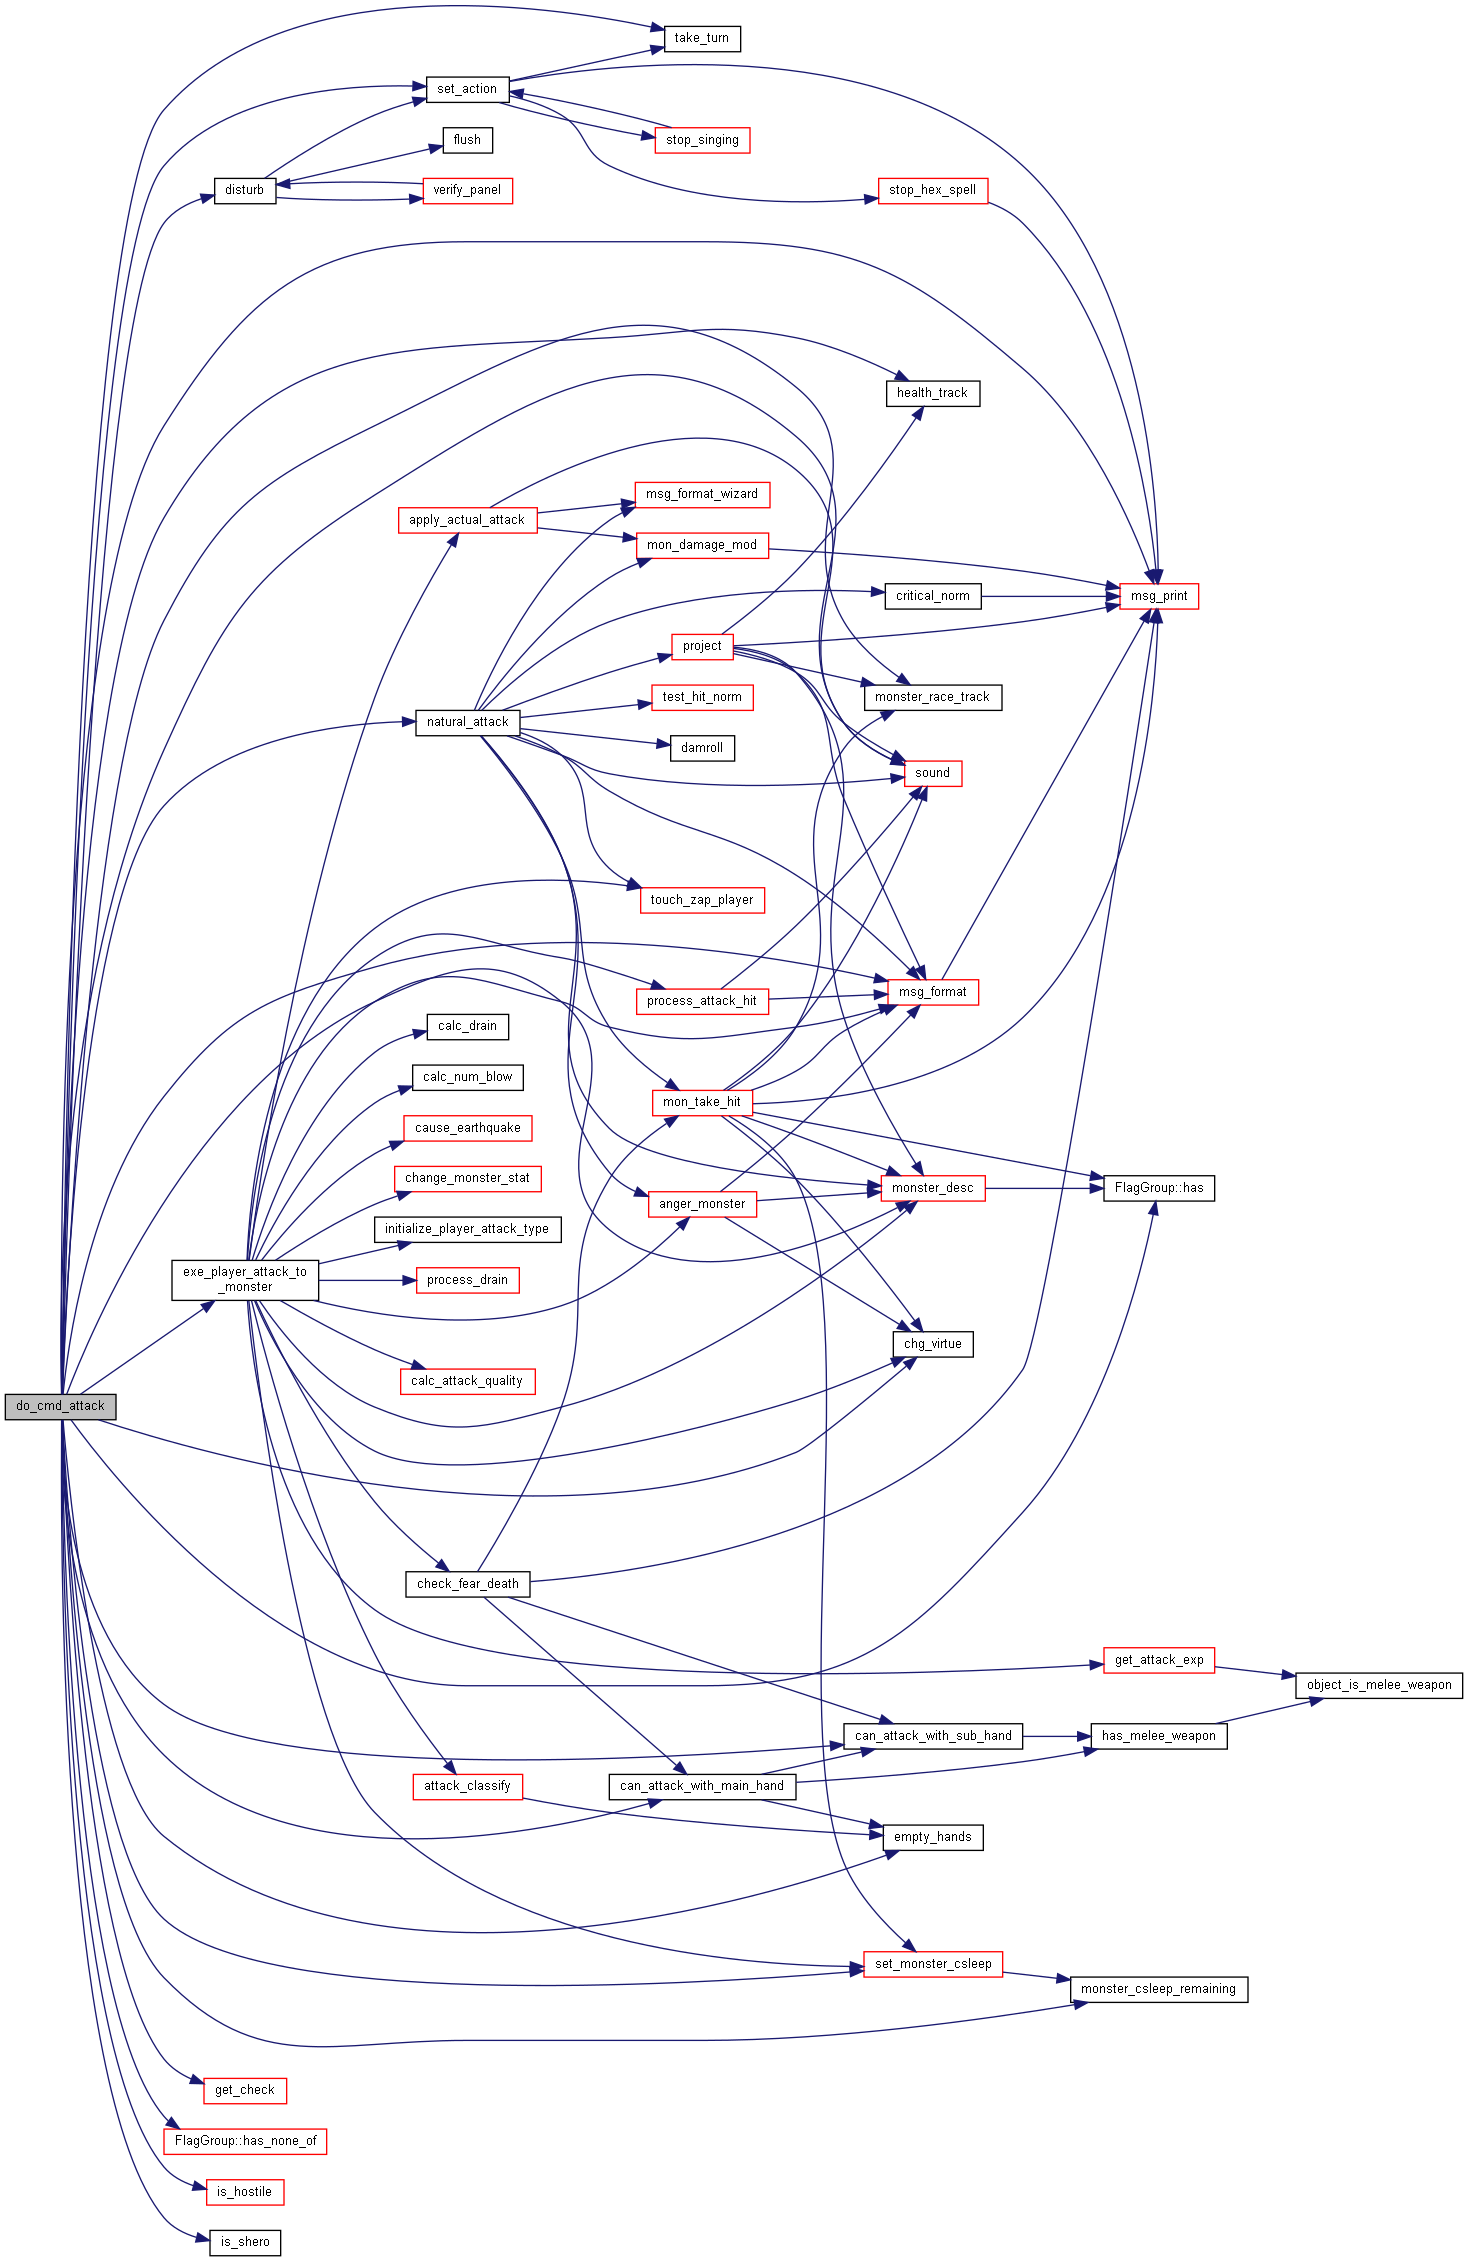 take_turn
set_action
flush
stop_singing
disturb
verify_panel
stop_hex_spell
health_track
msg_format_wizard
apply_actual_attack
mon_damage_mod
critical_norm
msg_print
project
test_hit_norm
monster_race_track
natural_attack
damroll
sound
touch_zap_player
process_attack_hit
msg_format
calc_drain
calc_num_blow
mon_take_hit
cause_earthquake
change_monster_stat
monster_desc
FlagGroup::has
anger_monster
initialize_player_attack_type
exe_player_attack_to
_monster
process_drain
chg_virtue
calc_attack_quality
do_cmd_attack
check_fear_death
get_attack_exp
object_is_melee_weapon
can_attack_with_sub_hand
has_melee_weapon
attack_classify
can_attack_with_main_hand
empty_hands
set_monster_csleep
monster_csleep_remaining
get_check
FlagGroup::has_none_of
is_hostile
is_shero